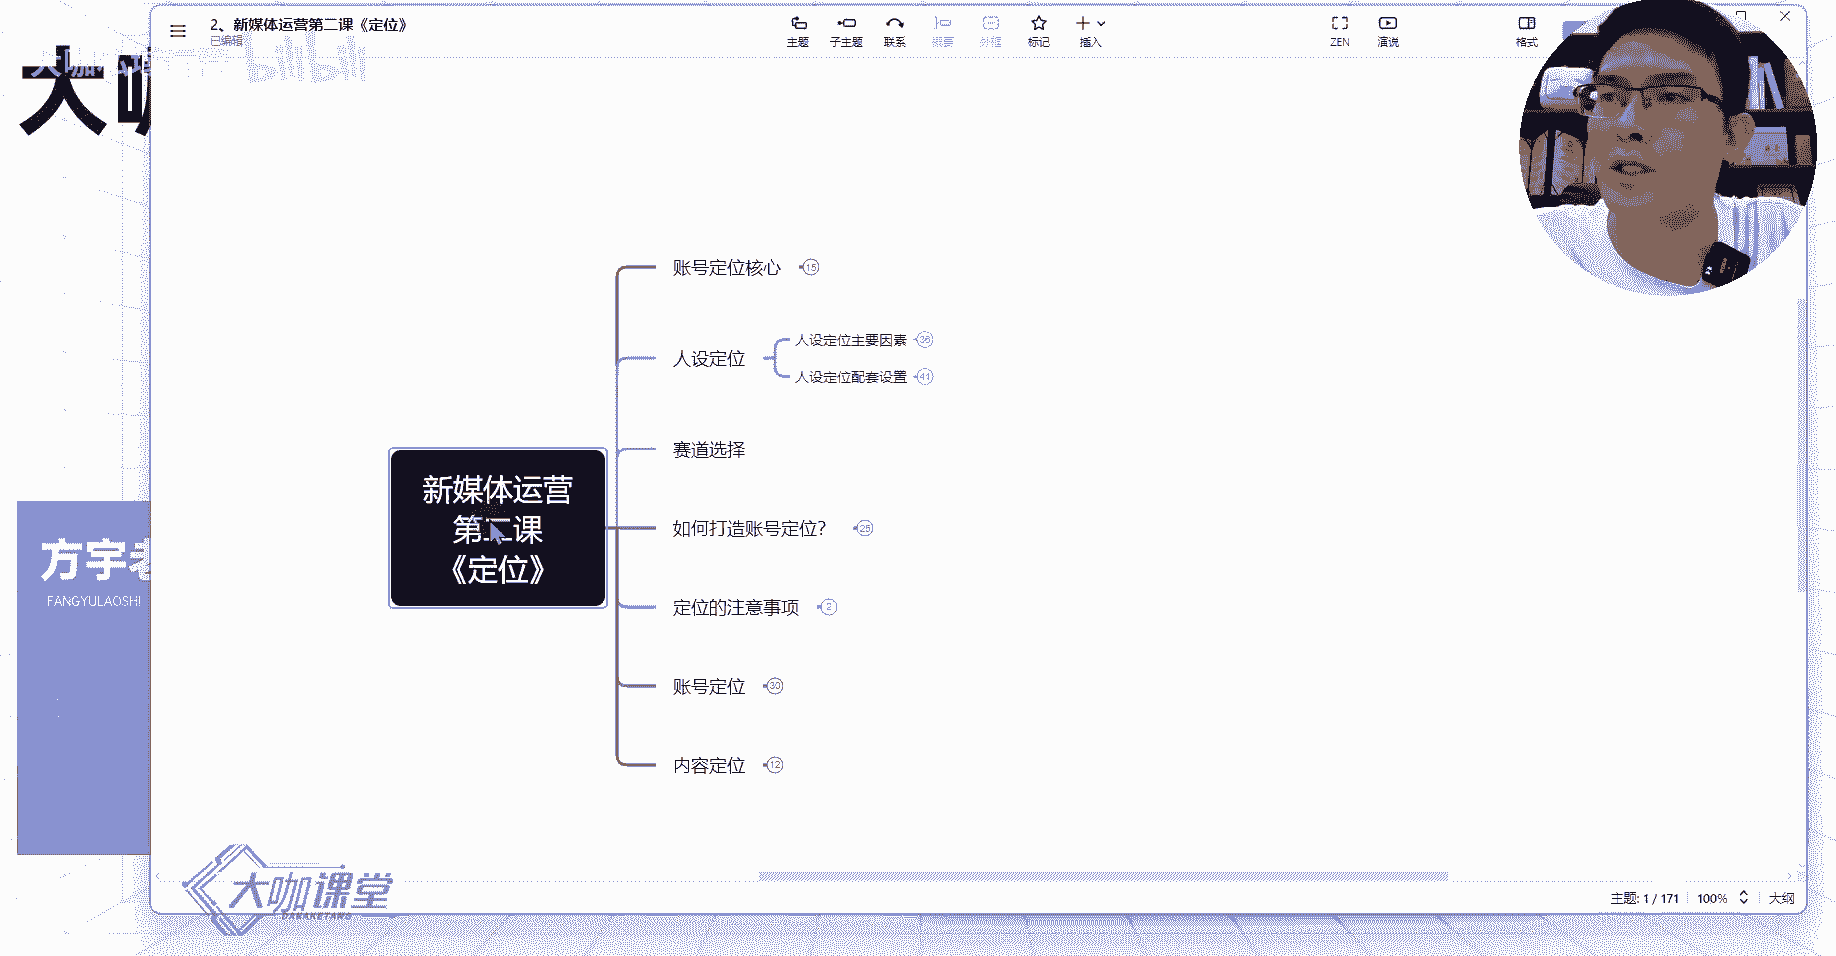 2、新媒体运营第二课《定位》
已编辑
主题
子主题
联系
概要
外框
标记
插入
ZEN
演说
格式
bilibili
大咖
账号定位核心
15
人设定位
人设定位主要因素
36
人设定位配套设置
41
赛道选择
新媒体运营
第二课
《定位》
如何打造账号定位?
25
定位的注意事项
2
账号定位
30
内容定位
12
方宇老
FANGYULAOSHI
大咖课堂
DAKAKETANG
主题: 1 / 171
100%
大纲